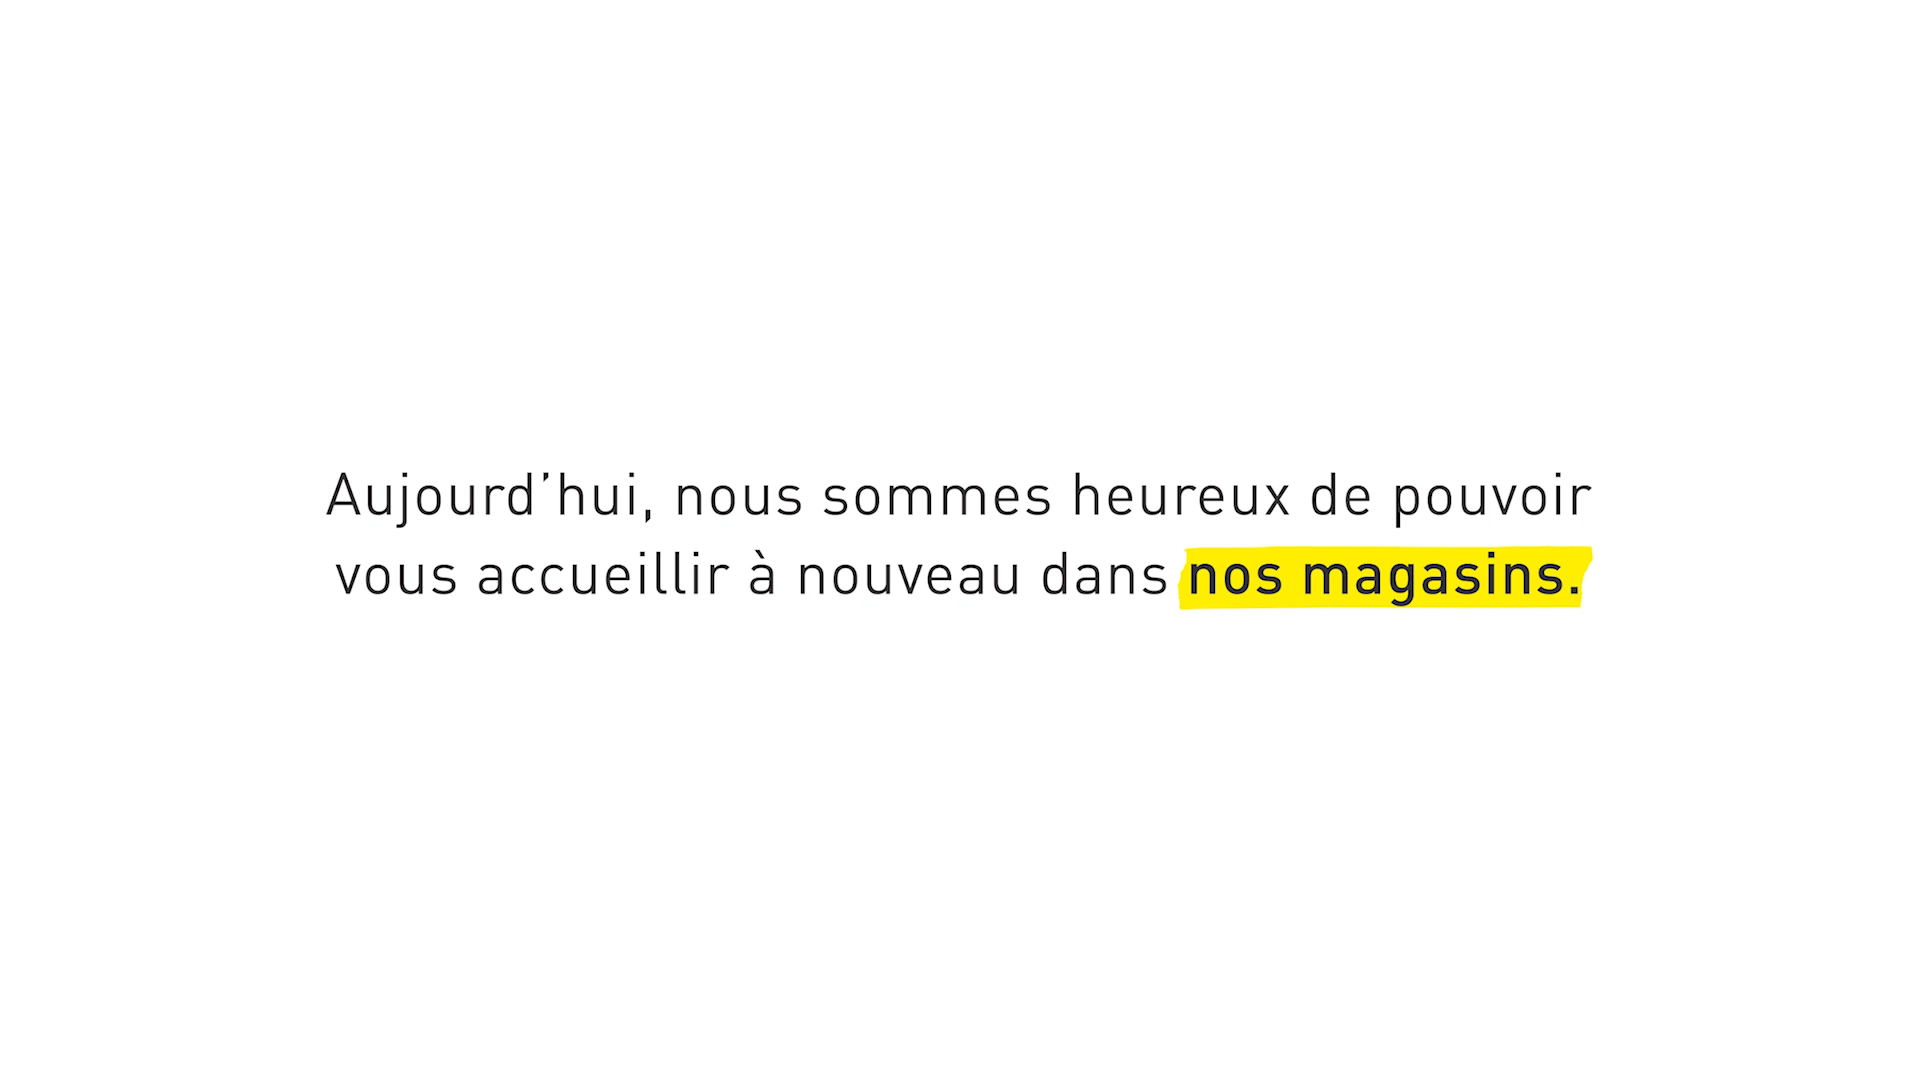 Aujourd’hui, nous sommes heureux de pouvoir
vous accueillir à nouveau dans nos magasins.